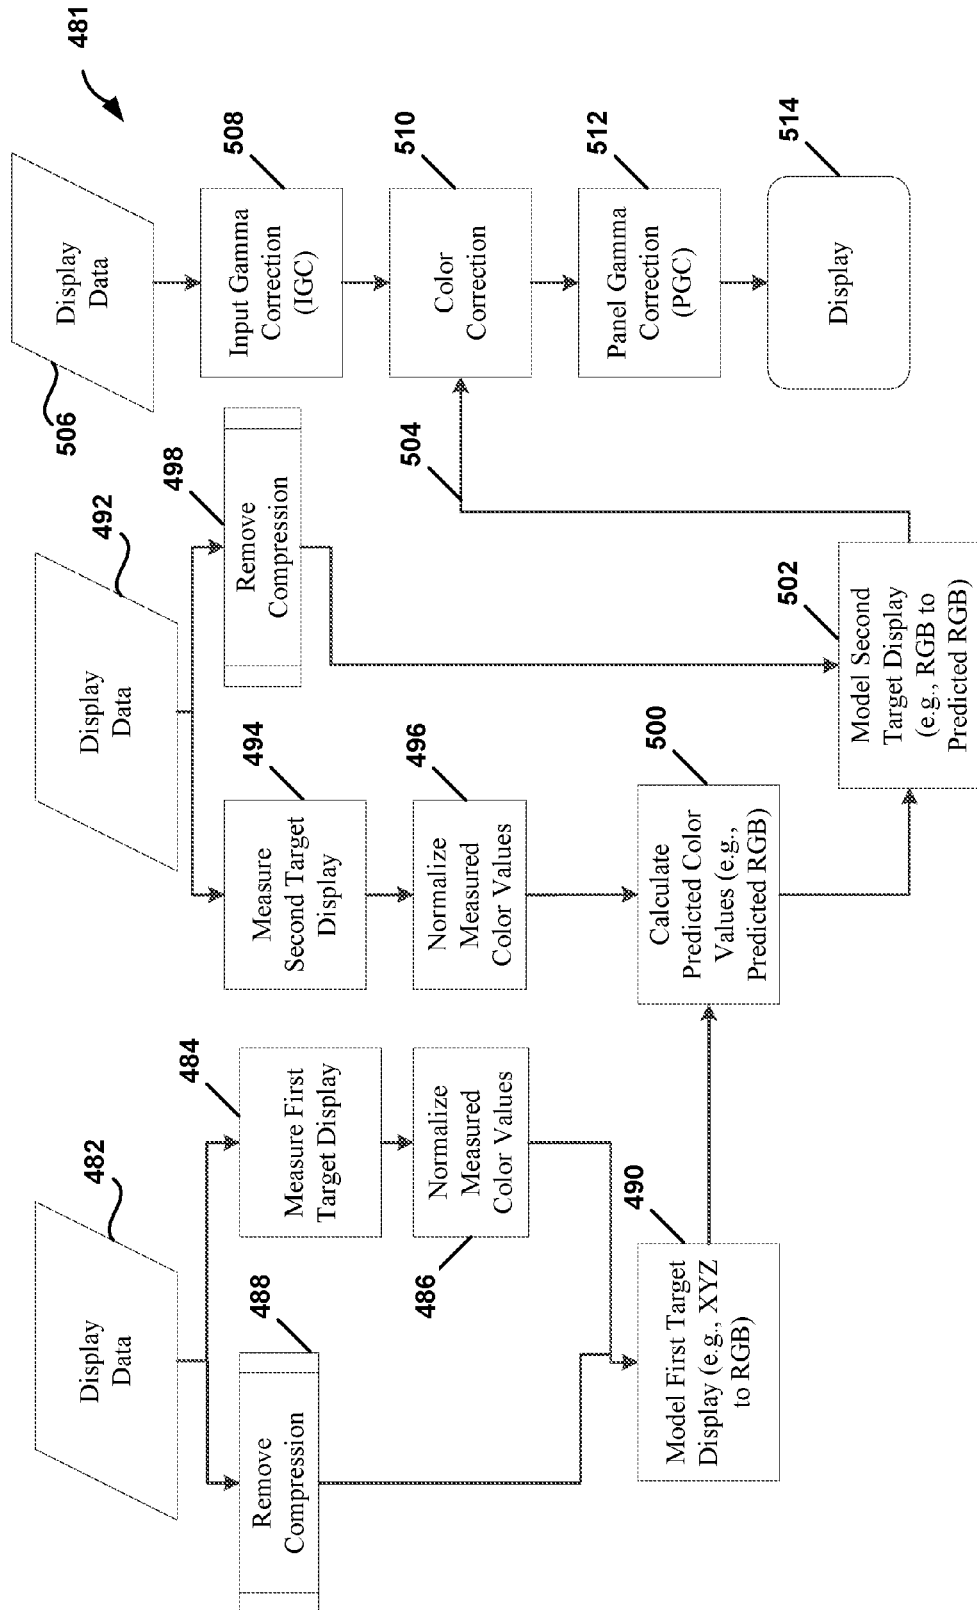 482
Display
Data
488
Remove
Compression
484
Measure First
Target Display
486
Normalize
Measured
Color Values
490
Model First Target
Display (e.g., XYZ
to RGB)
492
Display
Data
494
Measure
Second Target
Display
496
Normalize
Measured
Color Values
498
Remove
Compression
500
Calculate
Predicted Color
Values (e.g.,
Predicted RGB)
502
Model Second
Target Display
(e.g., RGB to
Predicted RGB)
504
481
506
Display
Data
508
Input Gamma
Correction
(IGC)
510
Color
Correction
512
Panel Gamma
Correction
(PGC)
514
Display